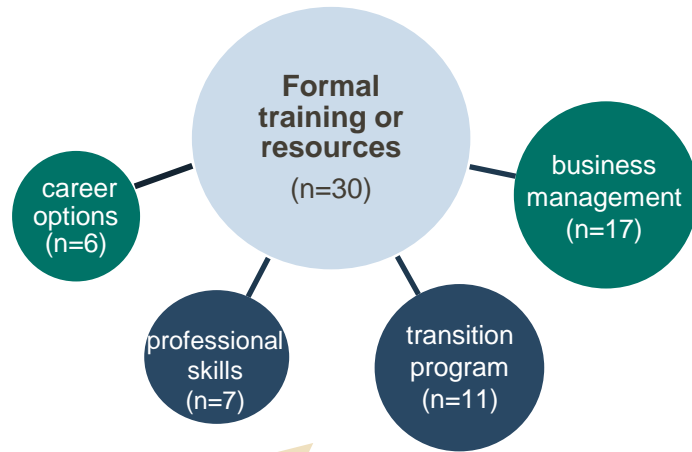 Formal
training or
resources
(n=30)
career
options
(n=6)
business
management
(n=17)
professional
skills
(n=7)
transition
program
(n=11)